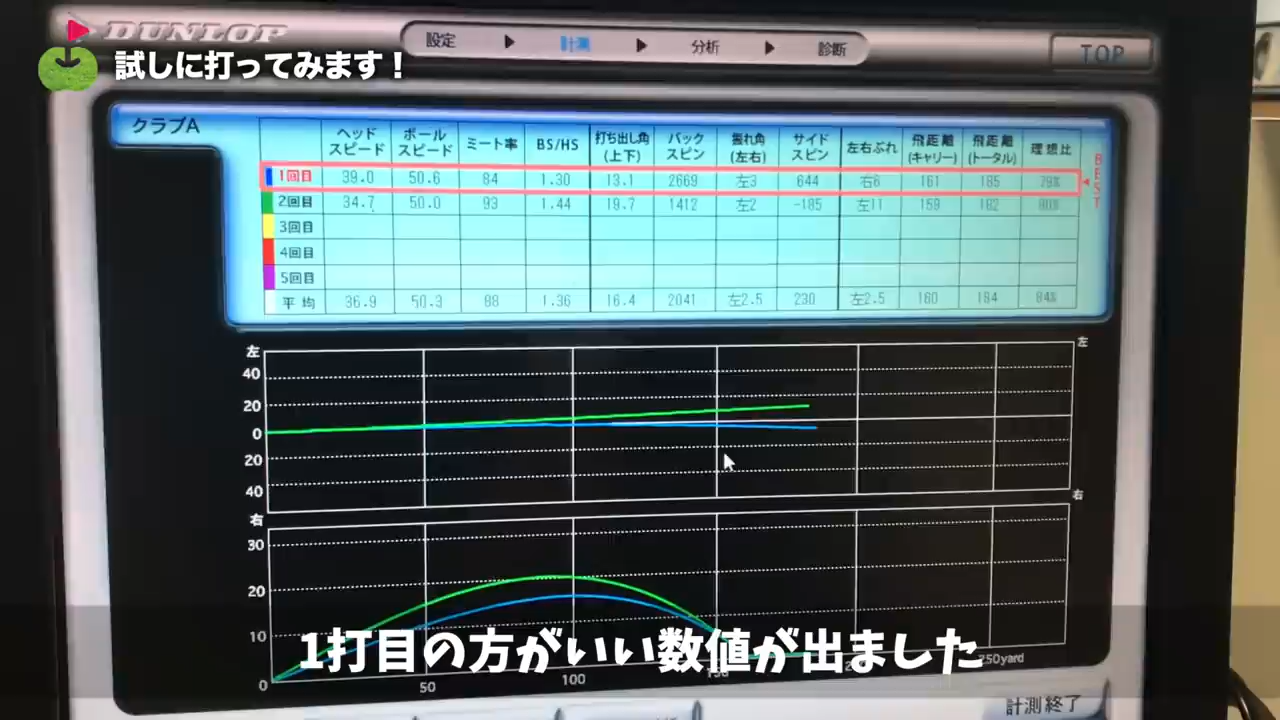 DUNLOP
設定 ▶ 計測 ▶ 分析 ▶ 診断
TOP
試しに打ってみます！
クラブA
ヘッドスピード ボールスピード ミート率 BS/HS 打ち出し角(上下) バックスピン 振れ角(左右) サイドスピン 左右ぶれ 飛距離(キャリー) 飛距離(トータル) 理想比
1回目 39.0 50.6 84 1.30 13.1 2669 左3 644 右6 161 185 79%
BEST
2回目 34.7 50.0 93 1.44 19.7 1412 左2 -185 左11 159 182
3回目
4回目
5回目
平均 36.9 50.3 88 1.36 16.4 2041 左2.5 230 左2.5 160 184 84%
左 左
40
20
0
20
40
右 右
30
20
10
0 50 100 150 250yard
1打目の方がいい数値が出ました
計測終了